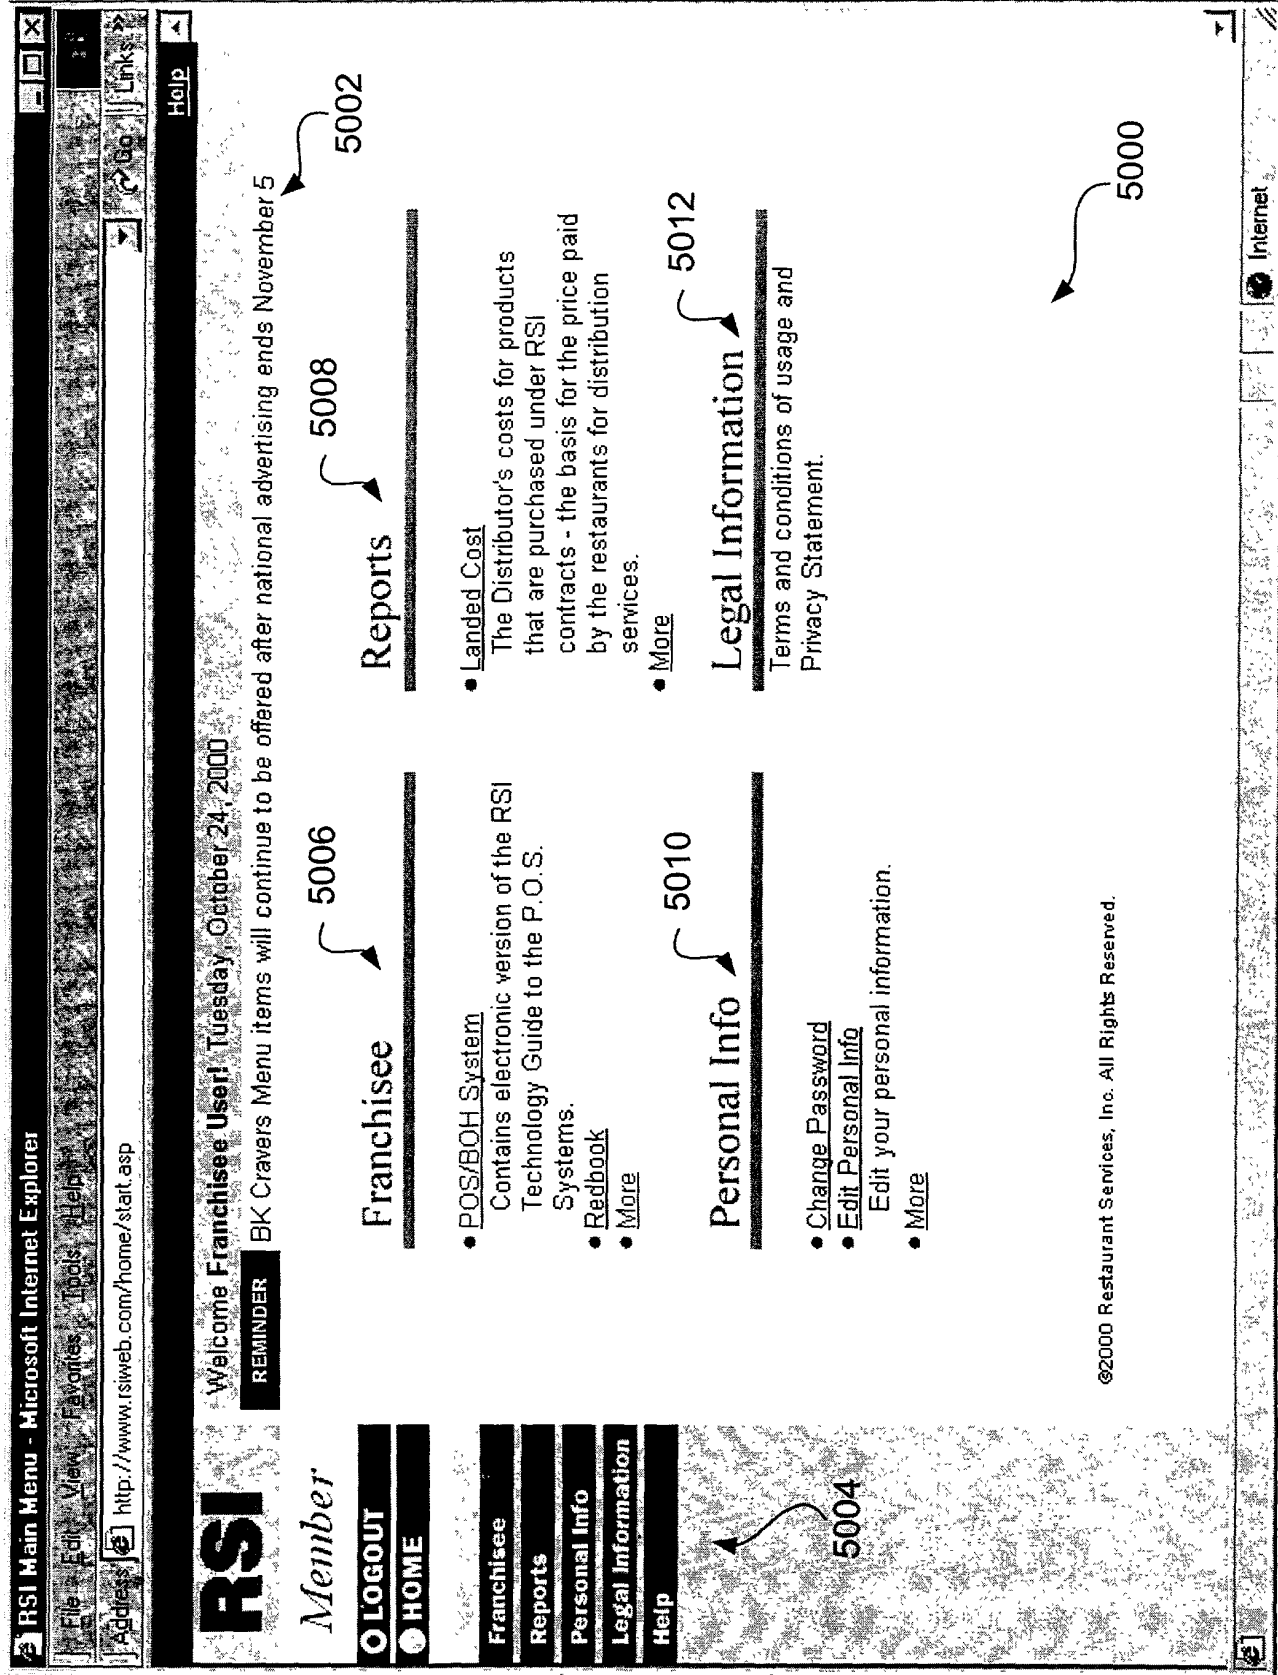 RSI Main Menu - Microsoft Internet Explorer
File Edit View Favorites Tools Help
Address http://www.rsiweb.com/home/start.asp Go Links »
Help
RSI
Welcome Franchisee User! Tuesday, October 24, 2000
REMINDER BK Cravers Menu items will continue to be offered after national advertising ends November 5
5002
Member
LOGOUT
HOME
Franchisee
Reports
Personal Info
Legal Information
Help
5004
5006
Franchisee
• POS/BOH System
Contains electronic version of the RSI
Technology Guide to the P.O.S.
Systems.
• Redbook
• More
5008
Reports
• Landed Cost
The Distributor's costs for products
that are purchased under RSI
contracts - the basis for the price paid
by the restaurants for distribution
services.
• More
5010
Personal Info
• Change Password
• Edit Personal Info
Edit your personal information.
• More
5012
Legal Information
Terms and conditions of usage and
Privacy Statement.
5000
©2000 Restaurant Services, Inc. All Rights Reserved.
Internet